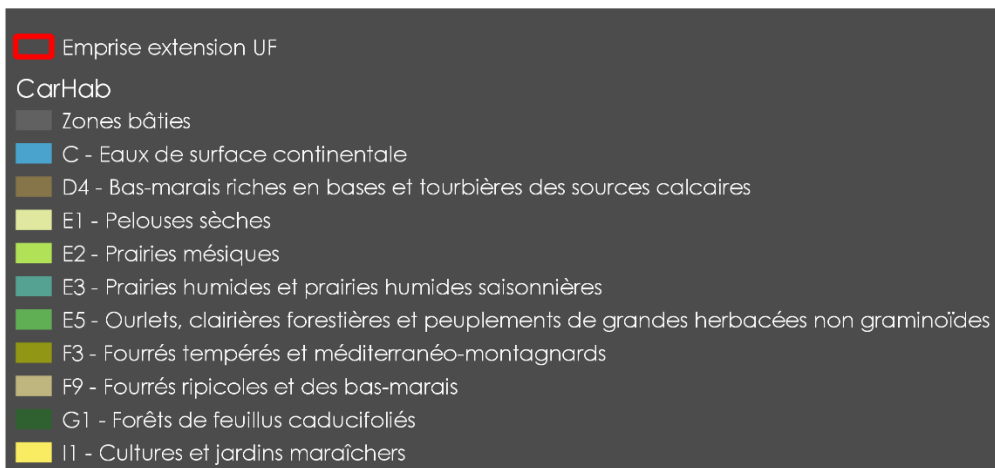 Emprise extension UF
CarHab
Zones bâties
C - Eaux de surface continentale
D4 - Bas-marais riches en bases et tourbières des sources calcaires
E1 - Pelouses sèches
E2 - Prairies mésiques
E3 - Prairies humides et prairies humides saisonnières
E5 - Ourlets, clairières forestières et peuplements de grandes herbacées non graminoïdes
F3 - Fourrés tempérés et méditerranéo-montagnards
F9 - Fourrés ripicoles et des bas-marais
G1 - Forêts de feuillus caducifoliés
I1 - Cultures et jardins maraîchers